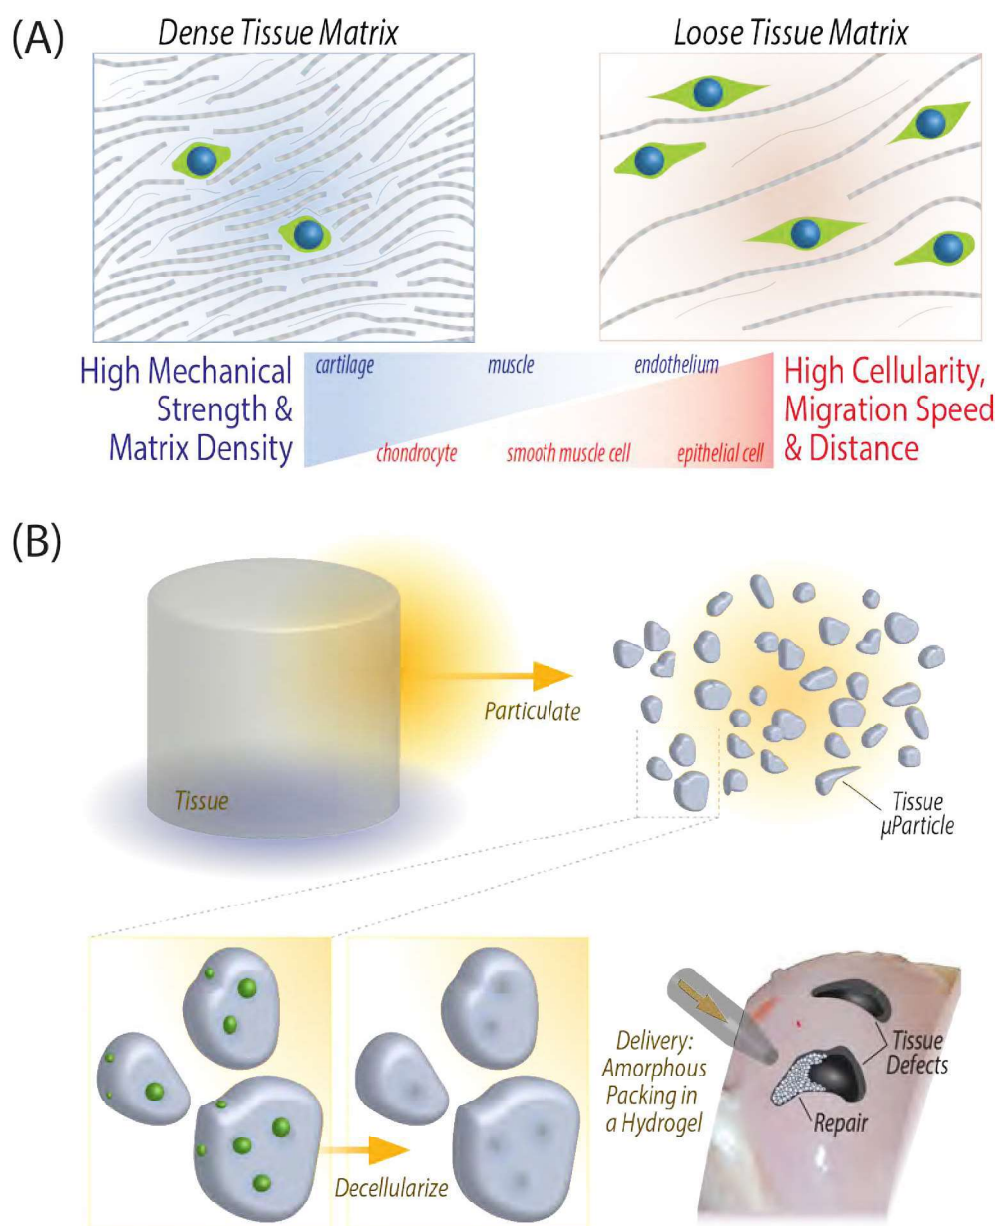 (A)
Dense Tissue Matrix
Loose Tissue Matrix
High Mechanical
Strength &
Matrix Density
cartilage
muscle
endothelium
chondrocyte
smooth muscle cell
epithelial cell
High Cellularity,
Migration Speed
& Distance
(B)
Particulate
Tissue
Tissue
µParticle
Decellularize
Delivery:
Amorphous
Packing in
a Hydrogel
Tissue
Defects
Repair